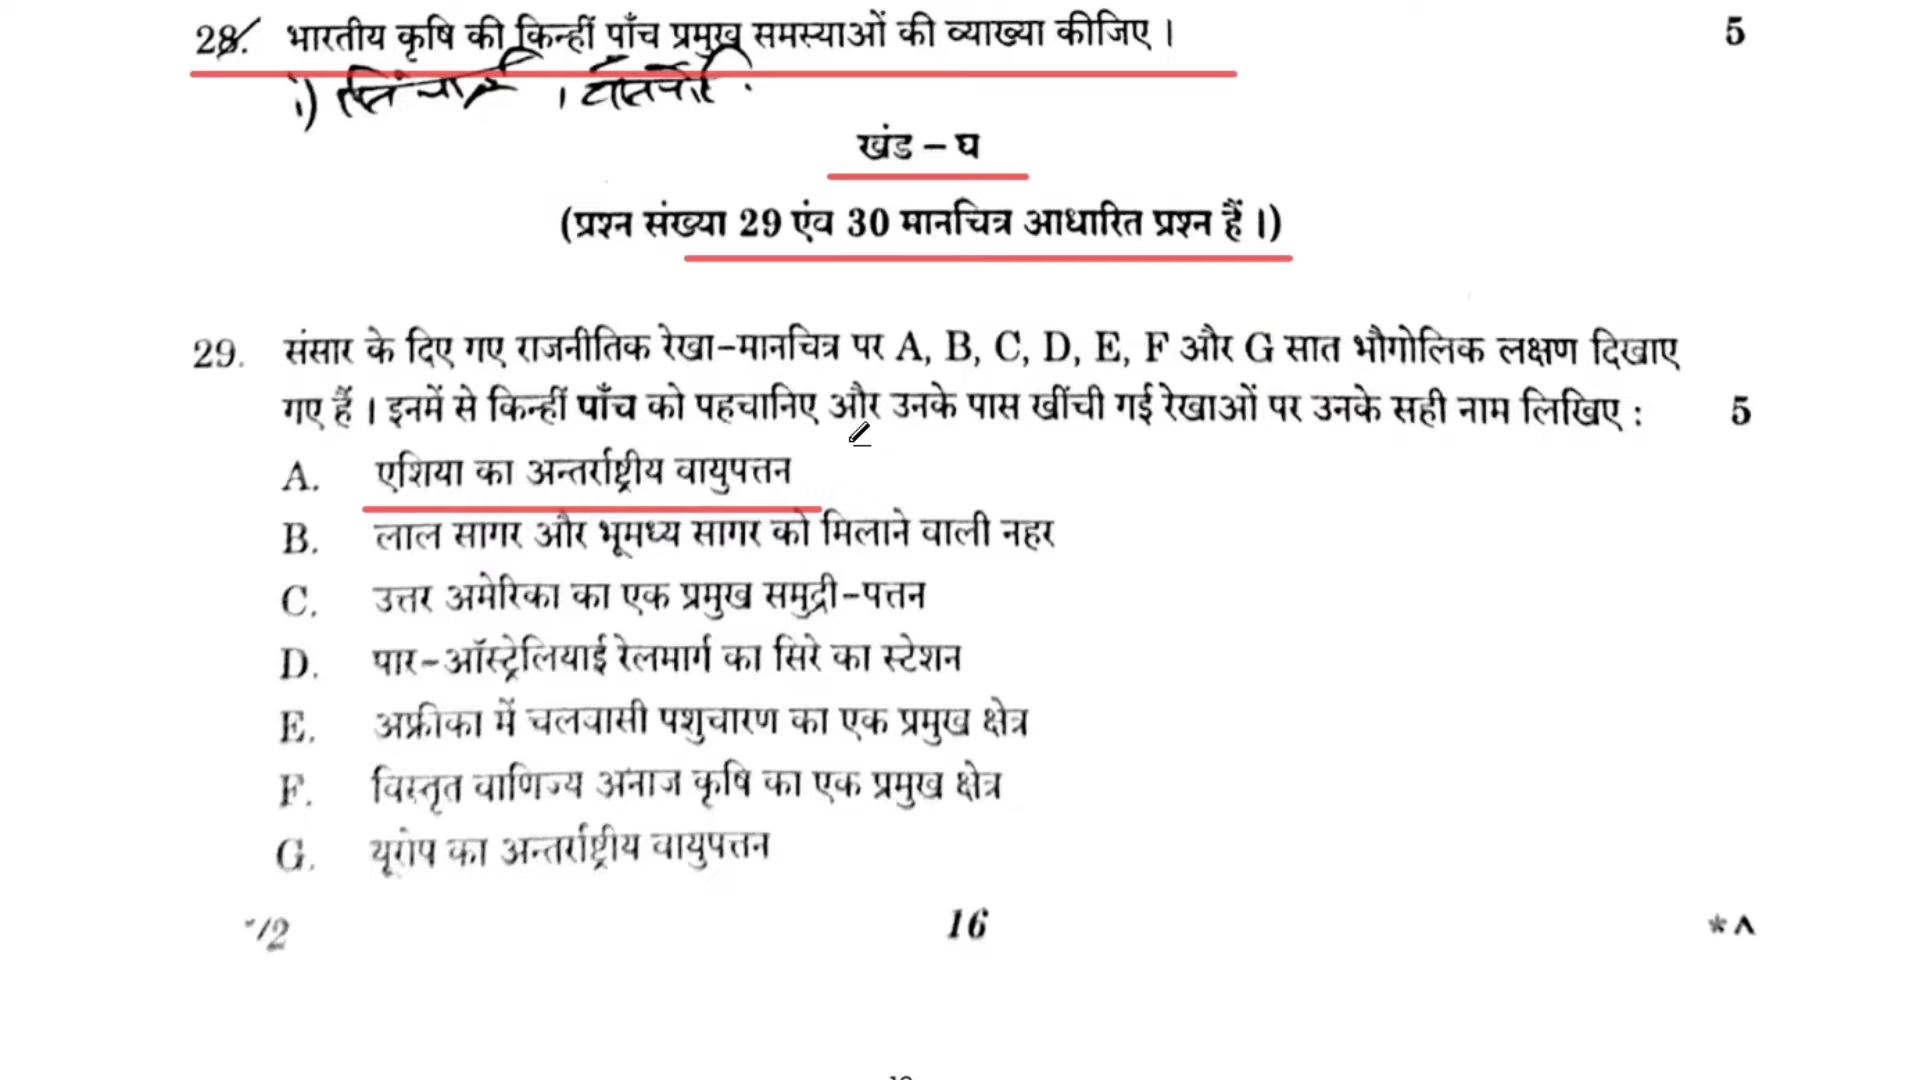 28. भारतीय कृषि की किन्हीं पाँच प्रमुख समस्याओं की व्याख्या कीजिए । 5
i)
खंड – घ
(प्रश्न संख्या 29 एंव 30 मानचित्र आधारित प्रश्न हैं ।)
29. संसार के दिए गए राजनीतिक रेखा-मानचित्र पर A, B, C, D, E, F और G सात भौगोलिक लक्षण दिखाए
गए हैं । इनमें से किन्हीं पाँच को पहचानिए और उनके पास खींची गई रेखाओं पर उनके सही नाम लिखिए : 5
A. एशिया का अन्तर्राष्ट्रीय वायुपत्तन
B. लाल सागर और भूमध्य सागर को मिलाने वाली नहर
C. उत्तर अमेरिका का एक प्रमुख समुद्री-पत्तन
D. पार-ऑस्ट्रेलियाई रेलमार्ग का सिरे का स्टेशन
E. अफ्रीका में चलवासी पशुचारण का एक प्रमुख क्षेत्र
F. विस्तृत वाणिज्य अनाज कृषि का एक प्रमुख क्षेत्र
G. यूरोप का अन्तर्राष्ट्रीय वायुपत्तन
/2 16 *^